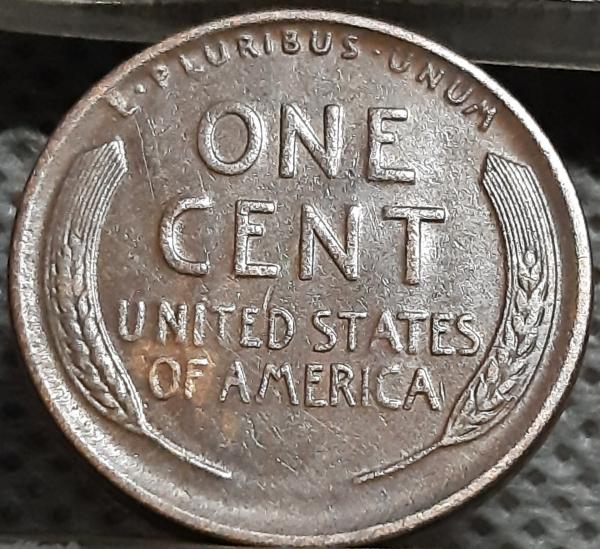 E·PLURIBUS·UNUM
ONE
CENT
UNITED STATES
OF AMERICA